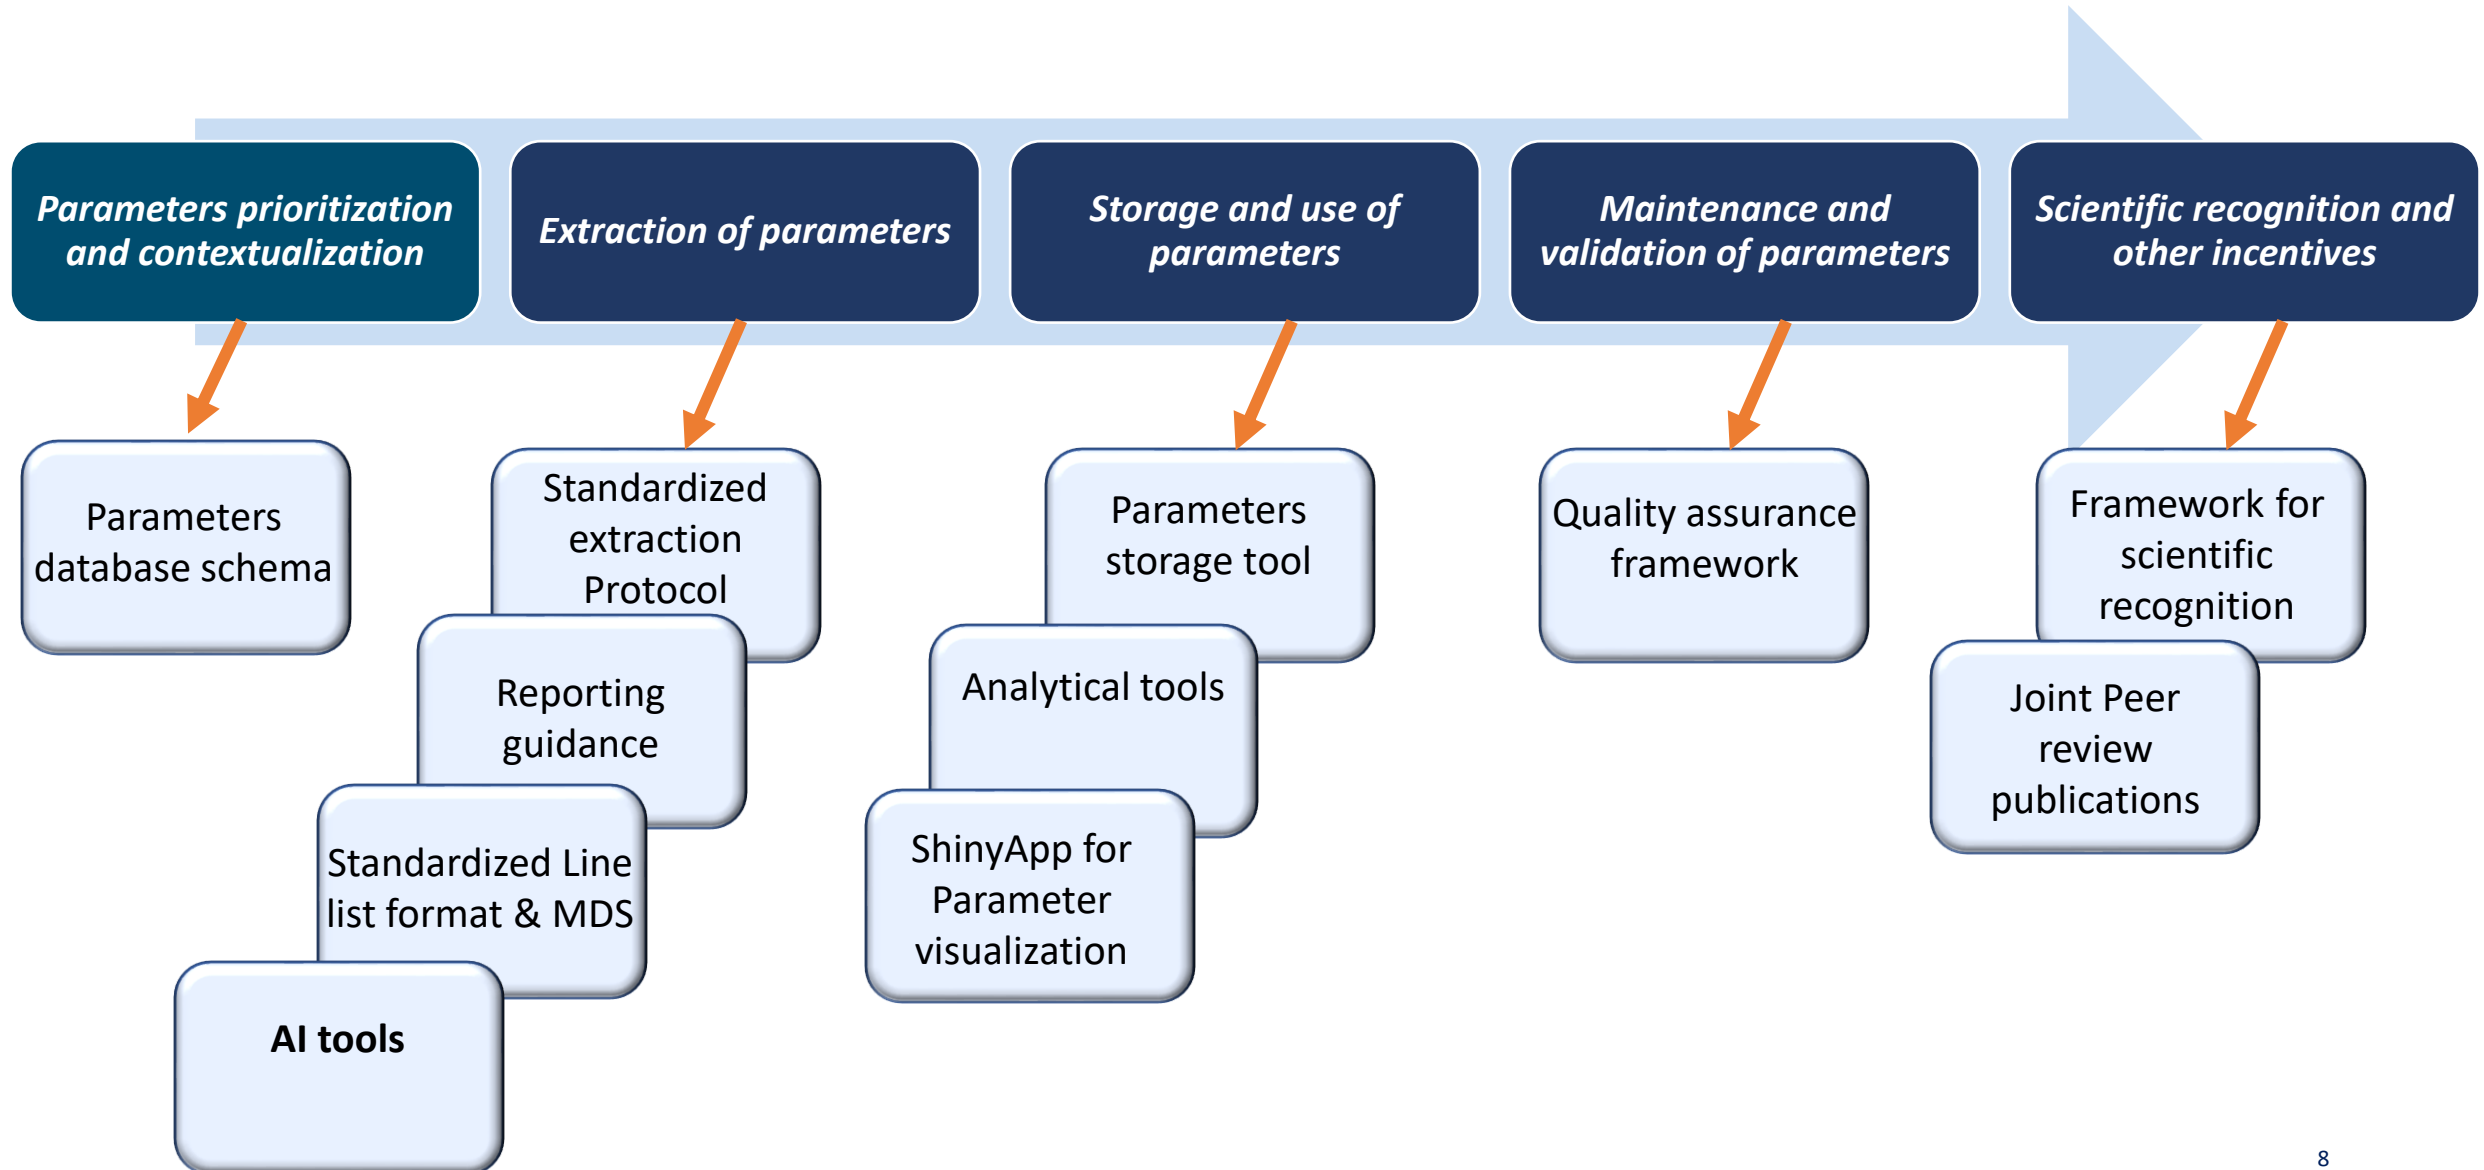 Parameters prioritization
and contextualization
Extraction of parameters
Storage and use of
parameters
Maintenance and
validation of parameters
Scientific recognition and
other incentives
Parameters
database schema
Standardized
extraction
Protocol
Reporting
guidance
Standardized Line
list format & MDS
AI tools
Parameters
storage tool
Analytical tools
ShinyApp for
Parameter
visualization
Quality assurance
framework
Framework for
scientific
recognition
Joint Peer
review
publications
8